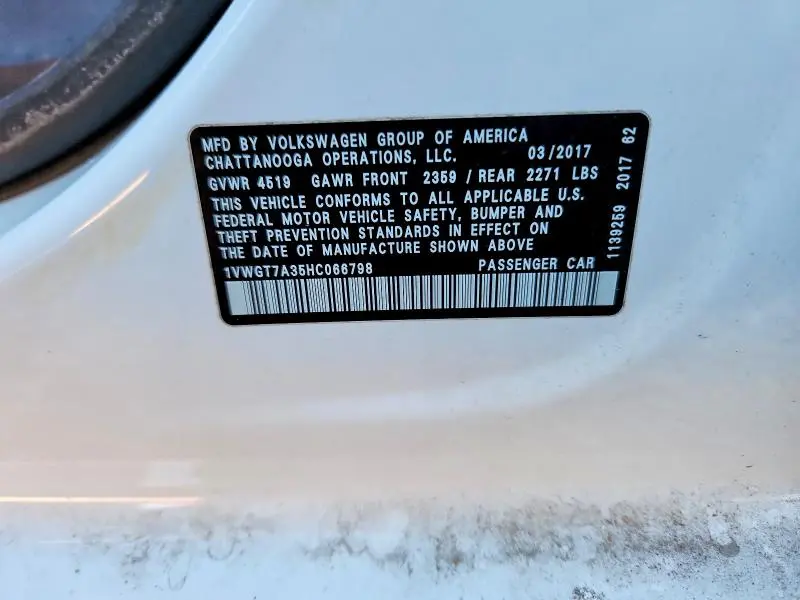 MFD BY VOLKSWAGEN GROUP OF AMERICA
CHATTANOOGA OPERATIONS, LLC. 03/2017
GVWR 4519 GAWR FRONT 2359 / REAR 2271 LBS
THIS VEHICLE CONFORMS TO ALL APPLICABLE U.S.
FEDERAL MOTOR VEHICLE SAFETY, BUMPER AND
THEFT PREVENTION STANDARDS IN EFFECT ON
THE DATE OF MANUFACTURE SHOWN ABOVE
1VWGT7A35HC066798 PASSENGER CAR
1139259 2017 62